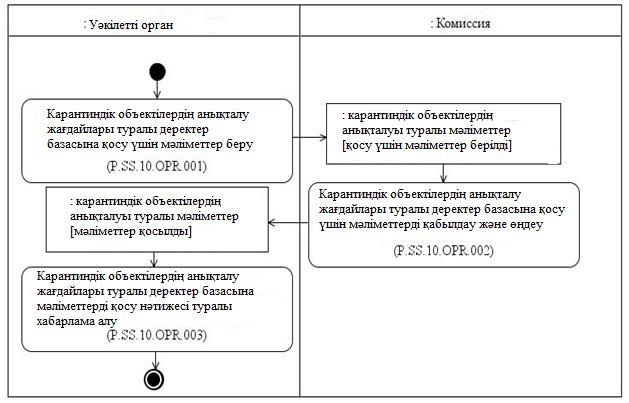 : Уәкілетті орган
: Комиссия
Карантиндік объектілердің анықталу
жағдайлары туралы деректер
базасына қосу үшін мәліметтер беру
(P.SS.10.OPR.001)
: карантиндік объектілердің
анықталуы туралы мәліметтер
[қосу үшін мәліметтер берілді]
Карантиндік объектілердің анықталу
жағдайлары туралы деректер базасына қосу
үшін мәліметтерді қабылдау және өңдеу
(P.SS.10.OPR.002)
: карантиндік объектілердің
анықталуы туралы мәліметтер
[мәліметтер қосылды]
Карантиндік объектілердің анықталу
жағдайлары туралы деректер базасына
мәліметтерді қосу нәтижесі туралы
хабарлама алу
(P.SS.10.OPR.003)